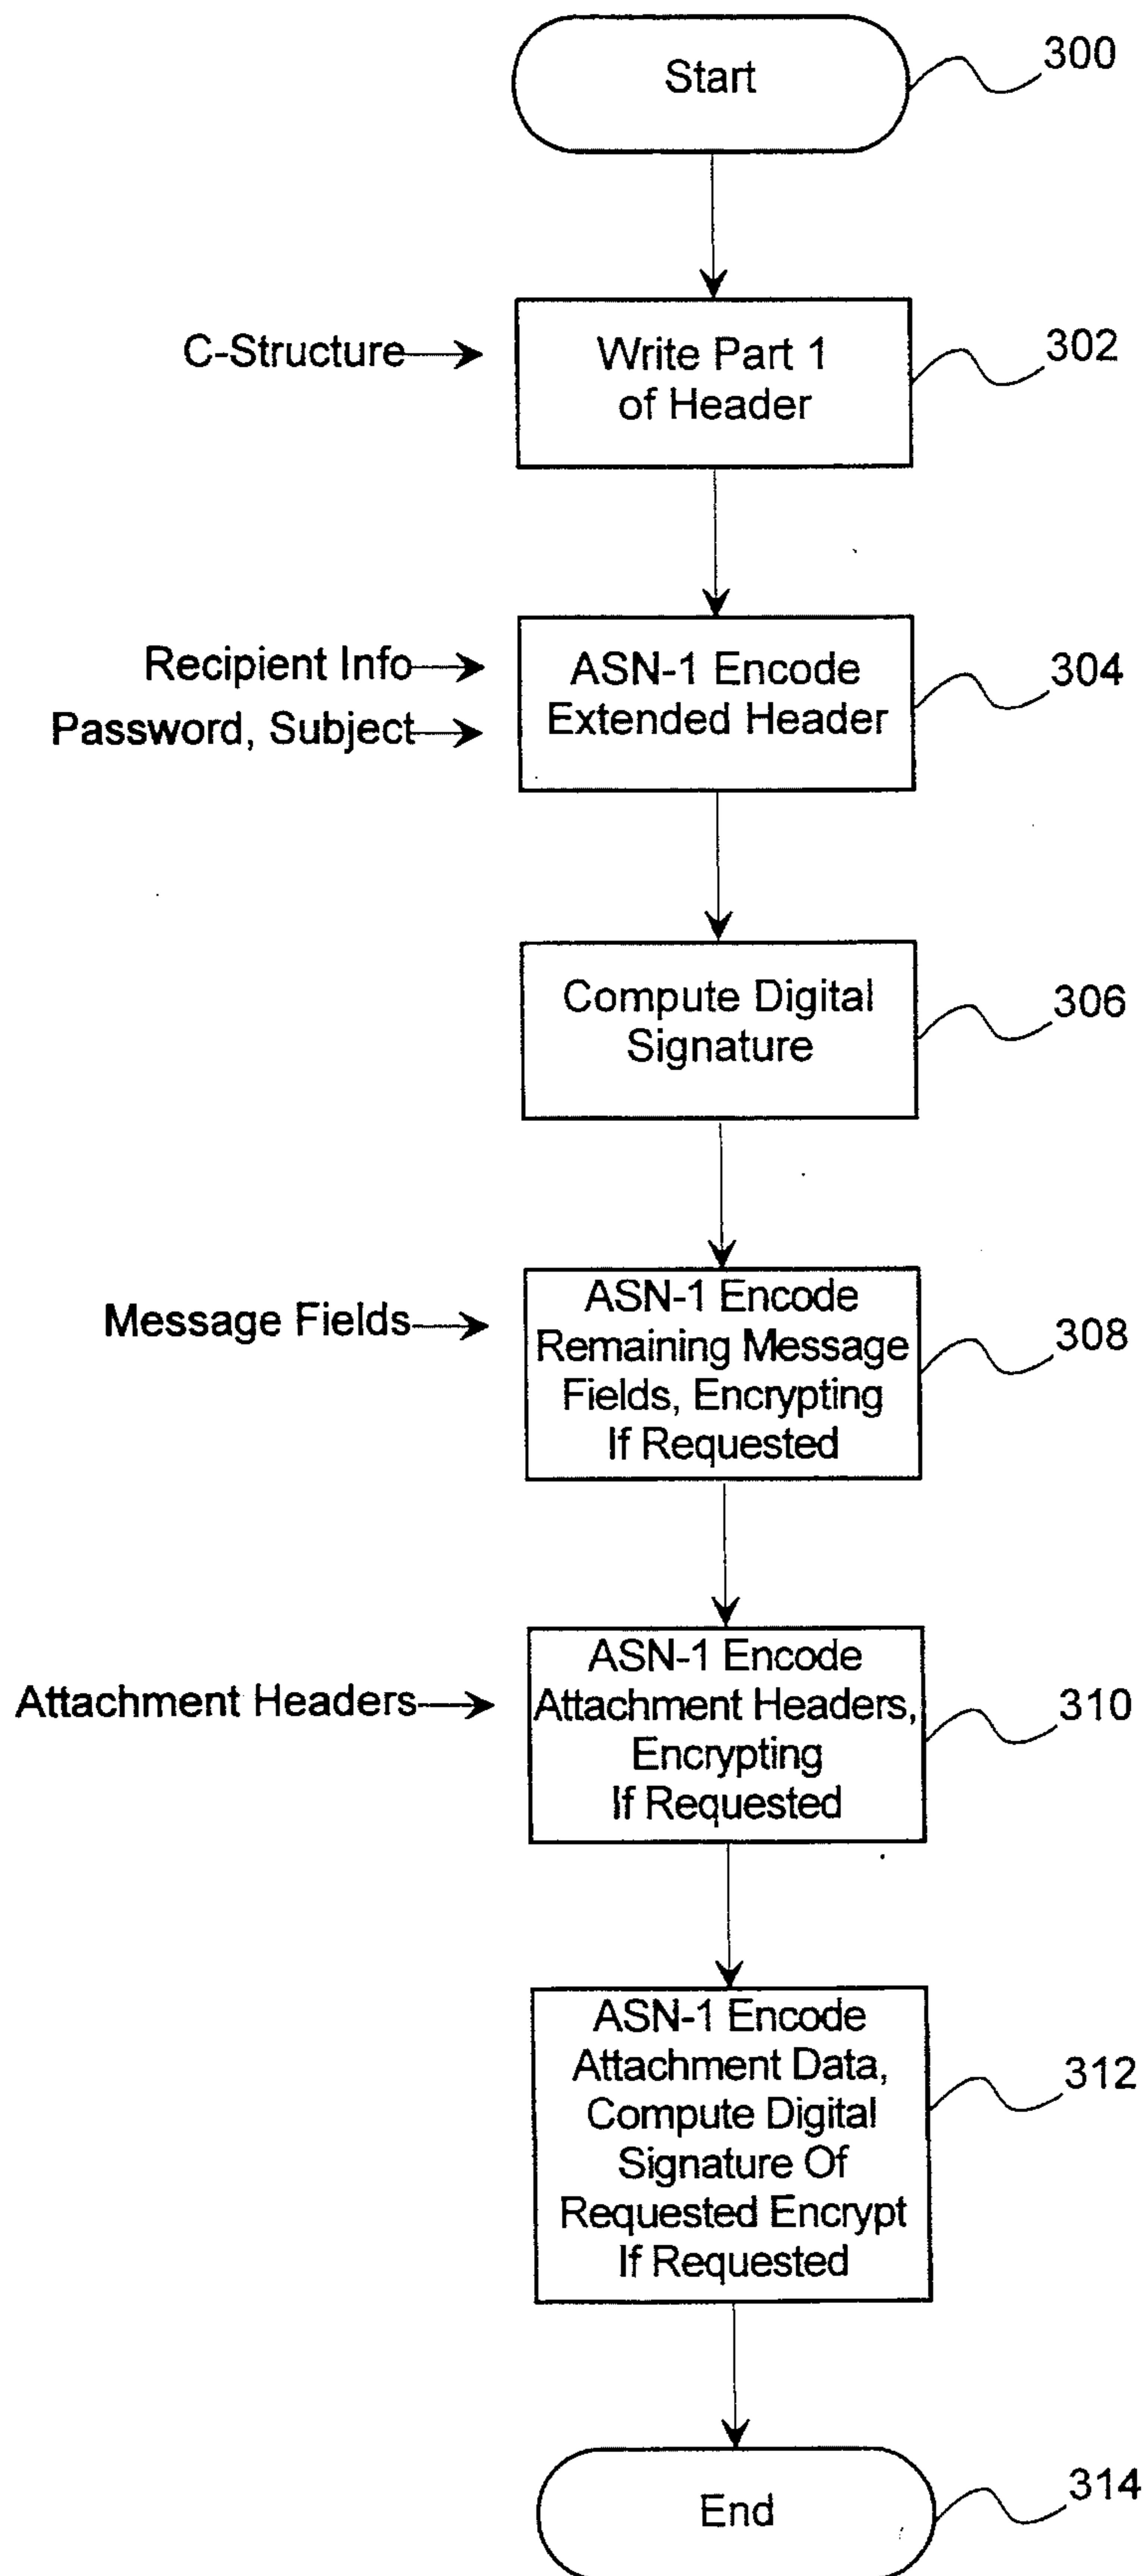 Start
300
C-Structure
Write Part 1
of Header
302
Recipient Info
Password, Subject
ASN-1 Encode
Extended Header
304
Compute Digital
Signature
306
Message Fields
ASN-1 Encode
Remaining Message
Fields, Encrypting
If Requested
308
Attachment Headers
ASN-1 Encode
Attachment Headers,
Encrypting
If Requested
310
ASN-1 Encode
Attachment Data,
Compute Digital
Signature Of
Requested Encrypt
If Requested
312
End
314